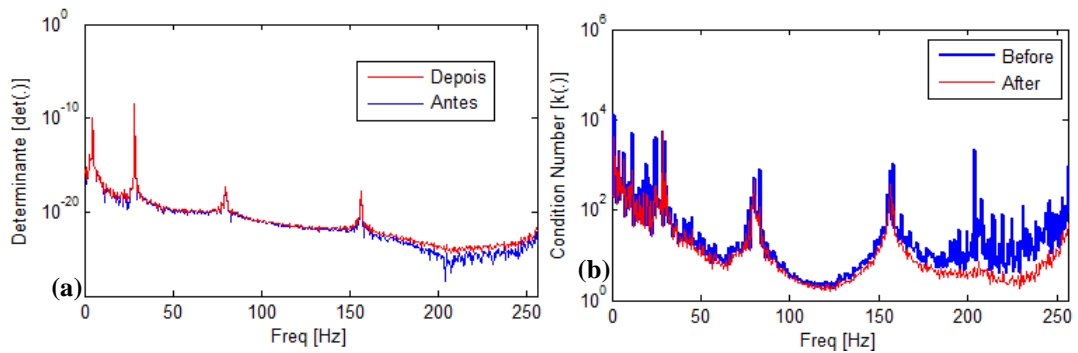 10^0
10^-10
10^-20
Determinante [det(.)]
Depois
Antes
(a)
0 50 100 150 200 250
Freq [Hz]
10^6
10^4
10^2
10^0
Condition Number [k(.)]
Before
After
(b)
0 50 100 150 200 250
Freq [Hz]